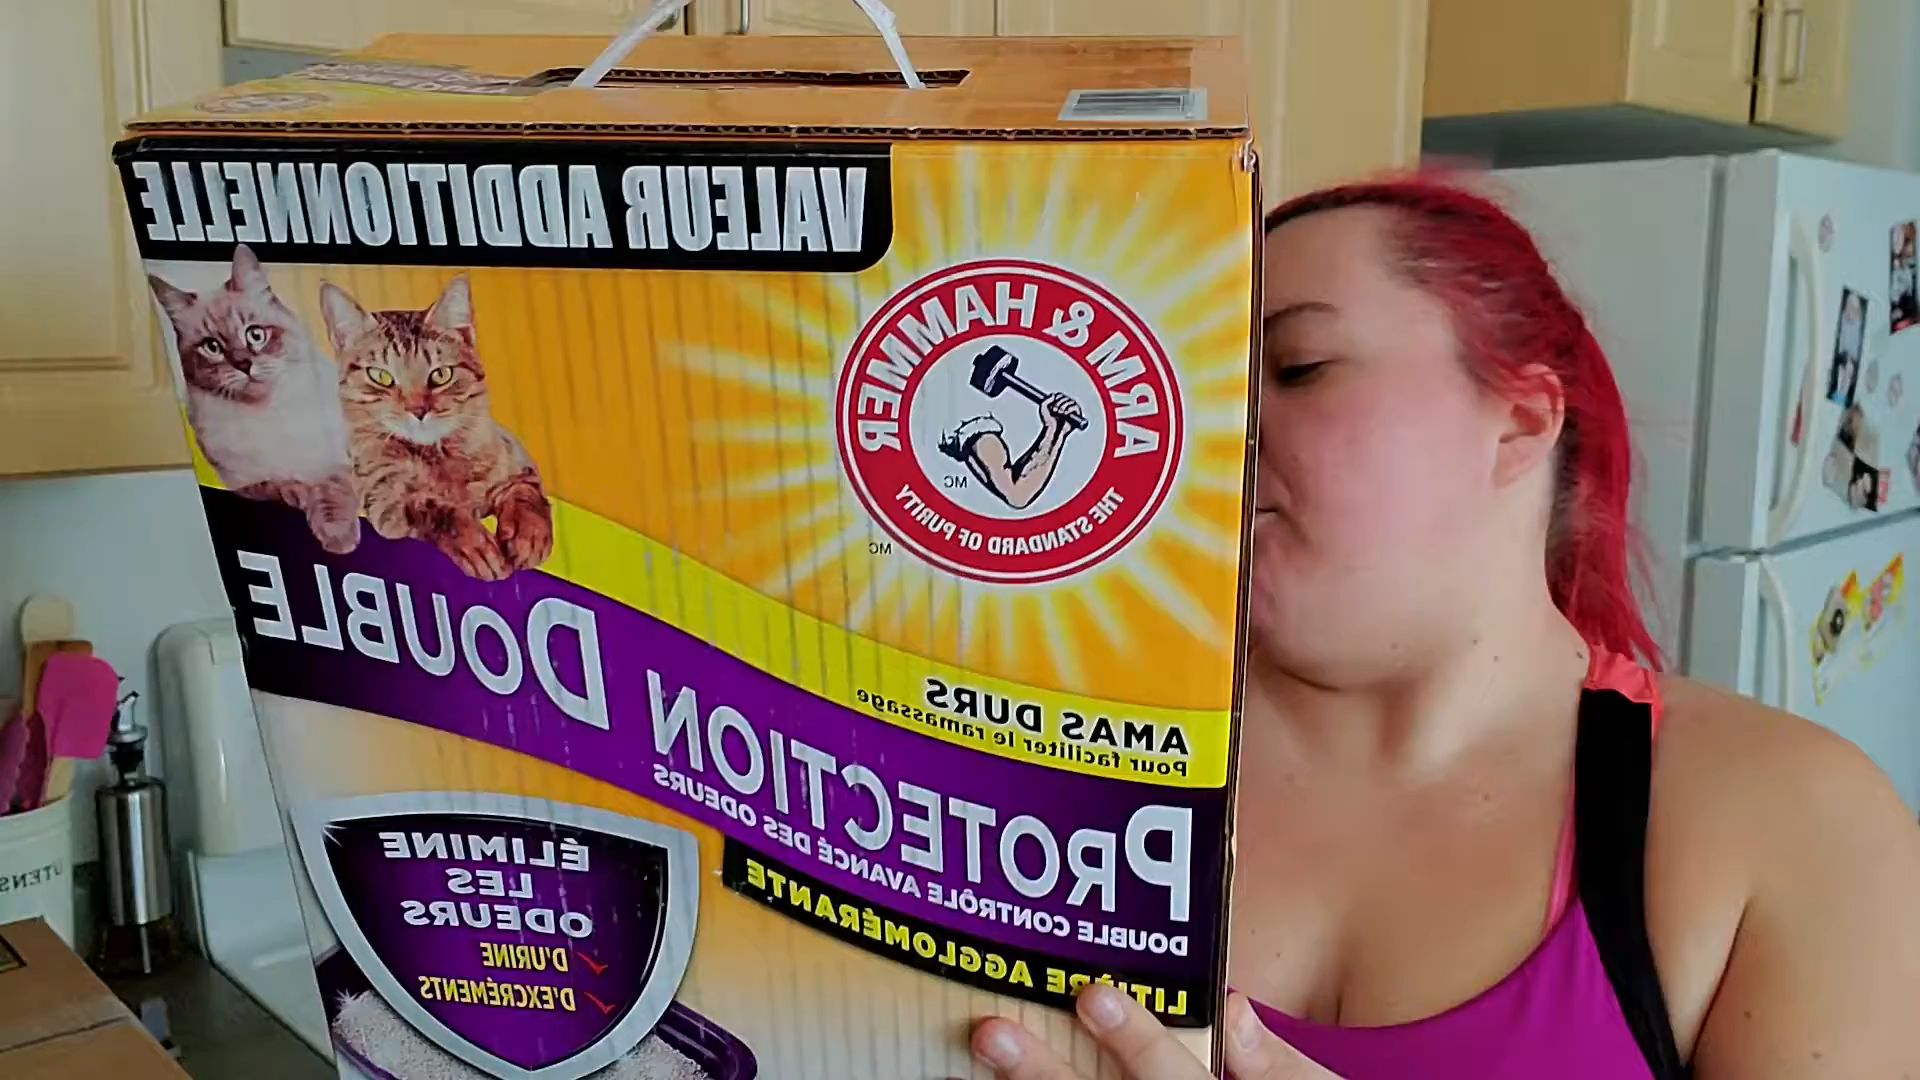 VALEUR ADDITIONNELLE
ARM & HAMMER
THE STANDARD OF PURITY
MC
MC
AMAS DURS
Pour faciliter le ramassage
PROTECTION DOUBLE
DOUBLE CONTRÔLE AVANCÉ DES ODEURS
LITIÈRE AGGLOMÉRANTE
ÉLIMINE
LES
ODEURS
D'URINE
D'EXCRÉMENTS
UTENS